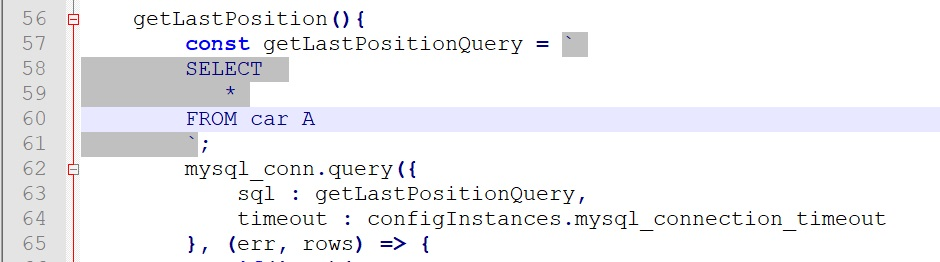 56 getLastPosition(){
57 const getLastPositionQuery = `
58 SELECT
59 *
60 FROM car A
61 `;
62 mysql_conn.query({
63 sql : getLastPositionQuery,
64 timeout : configInstances.mysql_connection_timeout
65 }, (err, rows) => {